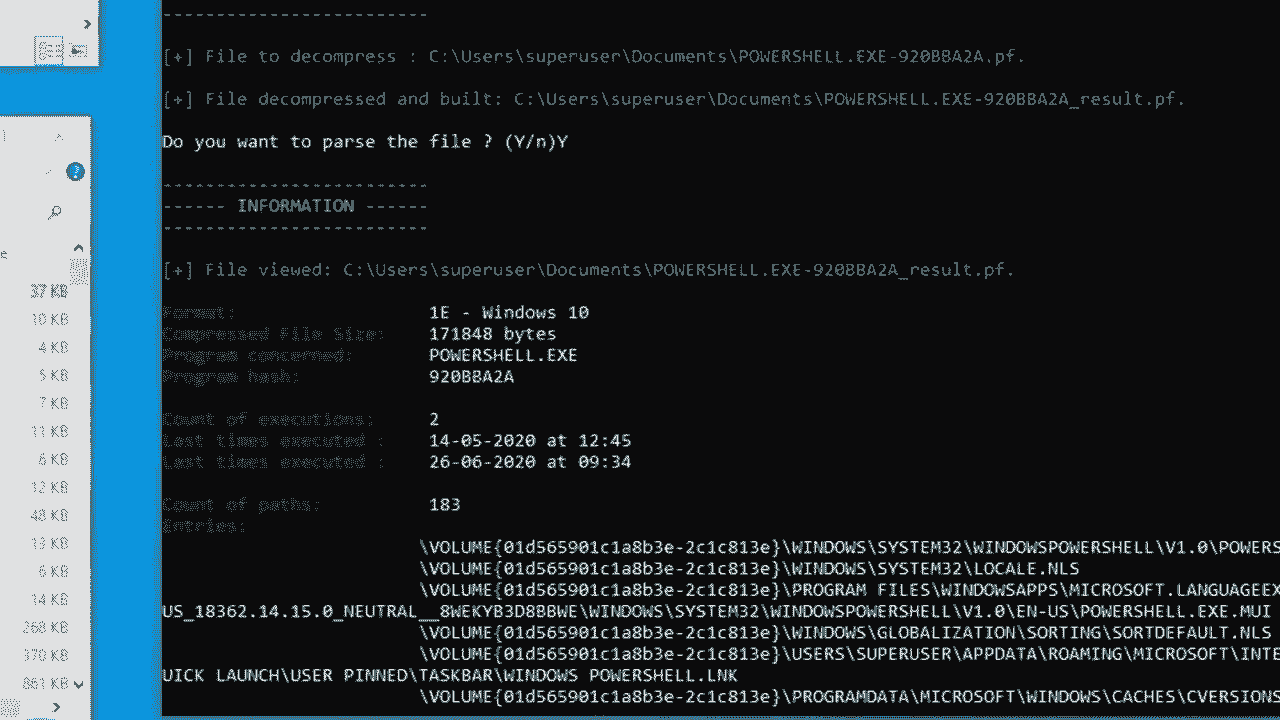 ------------------------
[+] File to decompress : C:\Users\superuser\Documents\POWERSHELL.EXE-920BBA2A.pf.
[+] File decompressed and built: C:\Users\superuser\Documents\POWERSHELL.EXE-920BBA2A_result.pf.
Do you want to parse the file ? (Y/n)Y
------------------------
------ INFORMATION ------
------------------------
[+] File viewed: C:\Users\superuser\Documents\POWERSHELL.EXE-920BBA2A_result.pf.
Format: 1E - Windows 10
Compressed File Size: 171848 bytes
Program concerned: POWERSHELL.EXE
Program hash: 920BBA2A
Count of executions: 2
Last times executed : 14-05-2020 at 12:45
Last times executed : 26-06-2020 at 09:34
Count of paths: 183
Entries:
\VOLUME{01d565901c1a8b3e-2c1c813e}\WINDOWS\SYSTEM32\WINDOWSPOWERSHELL\V1.0\POWERS
\VOLUME{01d565901c1a8b3e-2c1c813e}\WINDOWS\SYSTEM32\LOCALE.NLS
\VOLUME{01d565901c1a8b3e-2c1c813e}\PROGRAM FILES\WINDOWSAPPS\MICROSOFT.LANGUAGEEX
US_18362.14.15.0_NEUTRAL__8WEKYB3D8BBWE\WINDOWS\SYSTEM32\WINDOWSPOWERSHELL\V1.0\EN-US\POWERSHELL.EXE.MUI
\VOLUME{01d565901c1a8b3e-2c1c813e}\WINDOWS\GLOBALIZATION\SORTING\SORTDEFAULT.NLS
\VOLUME{01d565901c1a8b3e-2c1c813e}\USERS\SUPERUSER\APPDATA\ROAMING\MICROSOFT\INTE
UICK LAUNCH\USER PINNED\TASKBAR\WINDOWS POWERSHELL.LNK
\VOLUME{01d565901c1a8b3e-2c1c813e}\PROGRAMDATA\MICROSOFT\WINDOWS\CACHES\CVERSIONS
e
37 KB
10 KB
4 KB
5 KB
7 KB
11 KB
6 KB
12 KB
48 KB
13 KB
6 KB
14 KB
268 KB
370 KB
861 KB